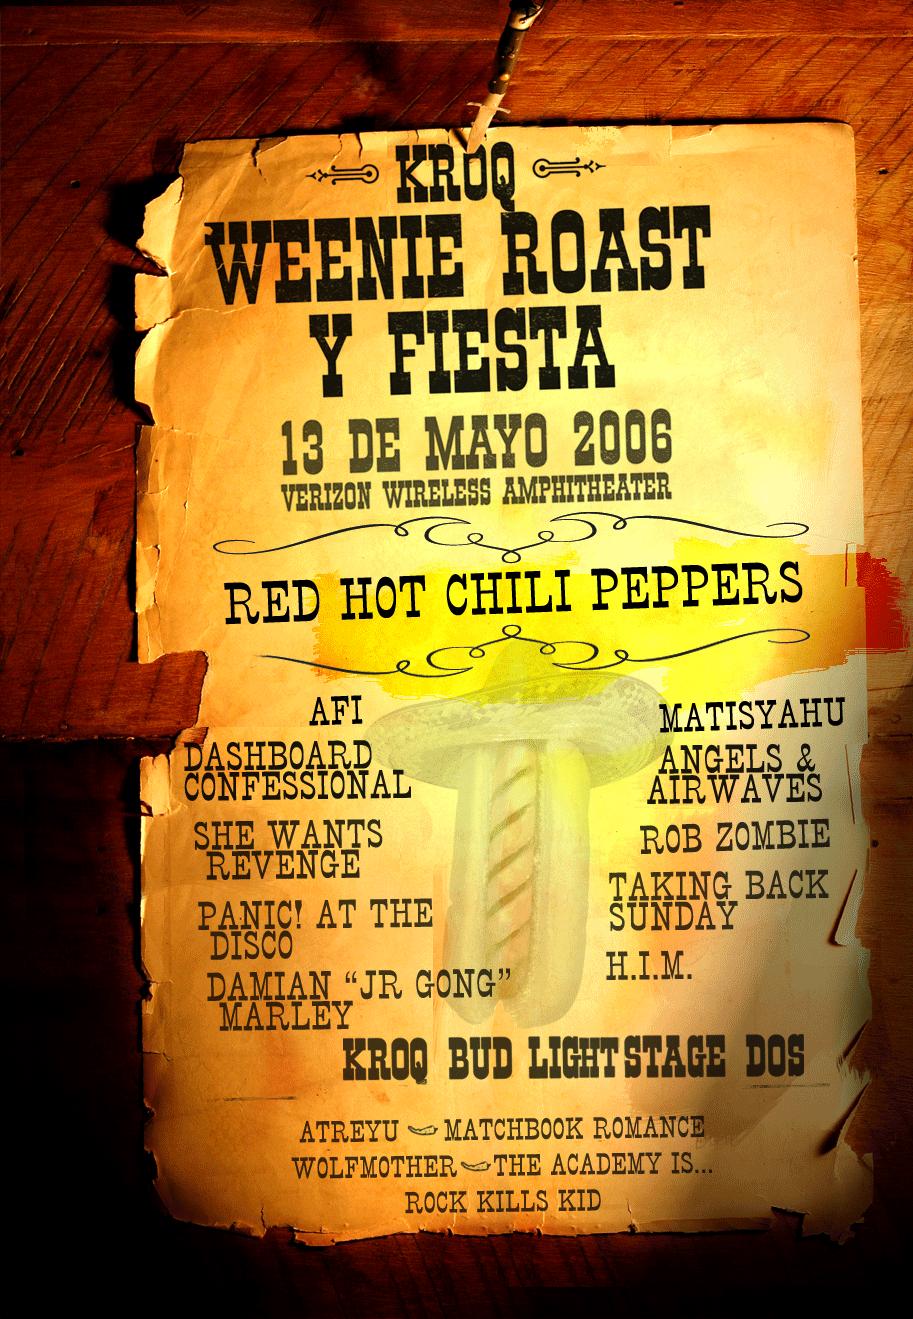 KROQ
WEENIE ROAST
Y FIESTA
13 DE MAYO 2006
VERIZON WIRELESS AMPHITHEATER
RED HOT CHILI PEPPERS
AFI
DASHBOARD
CONFESSIONAL
SHE WANTS
REVENGE
PANIC! AT THE
DISCO
DAMIAN “JR GONG”
MARLEY
MATISYAHU
ANGELS &
AIRWAVES
ROB ZOMBIE
TAKING BACK
SUNDAY
H.I.M.
KROQ BUD LIGHT STAGE DOS
ATREYU MATCHBOOK ROMANCE
WOLFMOTHER THE ACADEMY IS...
ROCK KILLS KID